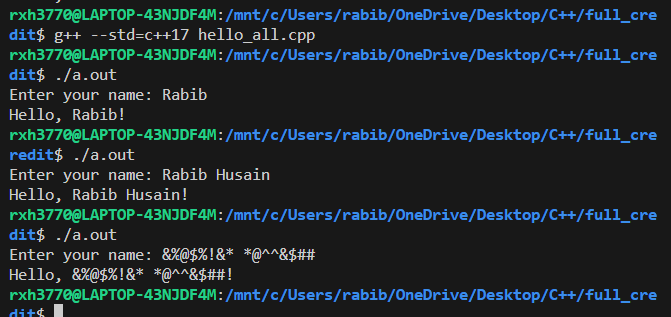 rxh3770@LAPTOP-43NJDF4M:/mnt/c/Users/rabib/OneDrive/Desktop/C++/full_cre
dit$ g++ --std=c++17 hello_all.cpp
rxh3770@LAPTOP-43NJDF4M:/mnt/c/Users/rabib/OneDrive/Desktop/C++/full_cre
dit$ ./a.out
Enter your name: Rabib
Hello, Rabib!
rxh3770@LAPTOP-43NJDF4M:/mnt/c/Users/rabib/OneDrive/Desktop/C++/full_c
redit$ ./a.out
Enter your name: Rabib Husain
Hello, Rabib Husain!
rxh3770@LAPTOP-43NJDF4M:/mnt/c/Users/rabib/OneDrive/Desktop/C++/full_cre
dit$ ./a.out
Enter your name: &%@$%!&* *@^^&$##
Hello, &%@$%!&* *@^^&$##!
rxh3770@LAPTOP-43NJDF4M:/mnt/c/Users/rabib/OneDrive/Desktop/C++/full_cre
dit$